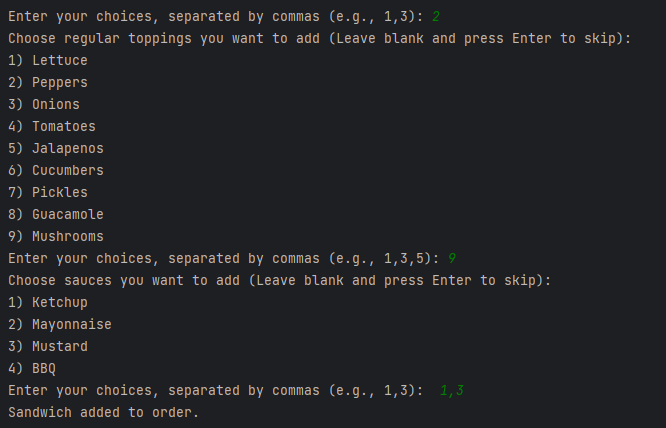 Enter your choices, separated by commas (e.g., 1,3): 2
Choose regular toppings you want to add (Leave blank and press Enter to skip):
1) Lettuce
2) Peppers
3) Onions
4) Tomatoes
5) Jalapenos
6) Cucumbers
7) Pickles
8) Guacamole
9) Mushrooms
Enter your choices, separated by commas (e.g., 1,3,5): 9
Choose sauces you want to add (Leave blank and press Enter to skip):
1) Ketchup
2) Mayonnaise
3) Mustard
4) BBQ
Enter your choices, separated by commas (e.g., 1,3):  1,3
Sandwich added to order.